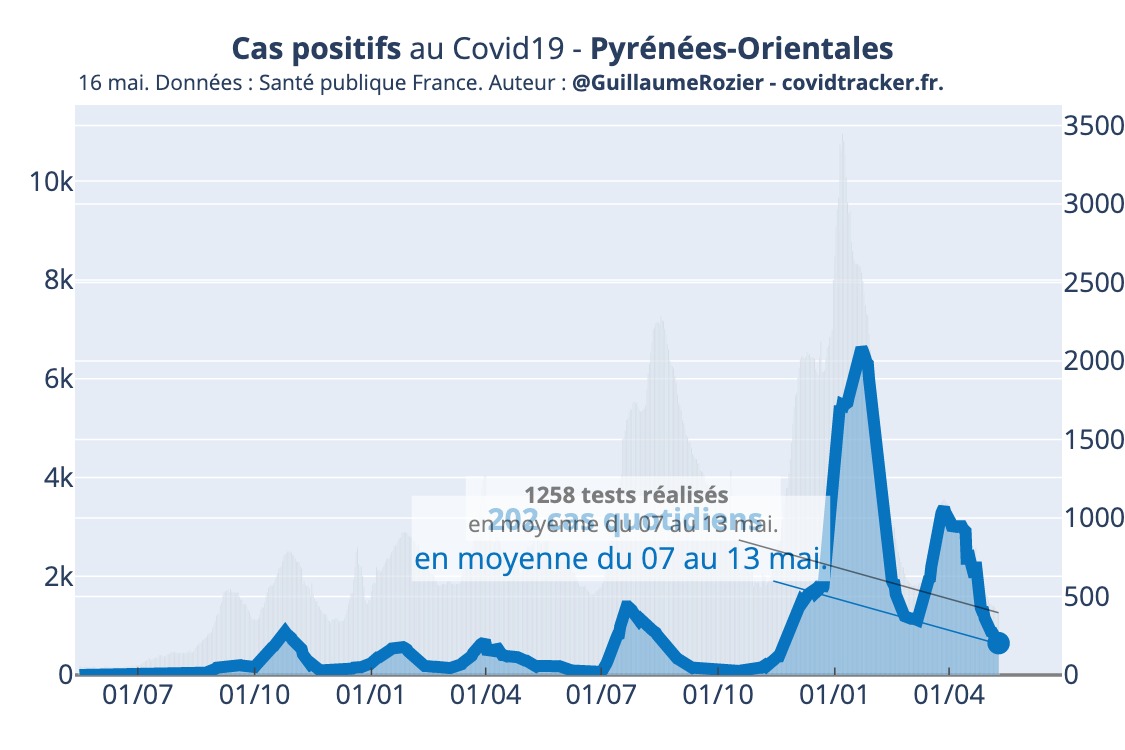 Cas positifs au Covid19 - Pyrénées-Orientales
16 mai. Données : Santé publique France. Auteur : @GuillaumeRozier - covidtracker.fr.
3500
10k
3000
8k
2500
6k
2000
1500
4k
1258 tests réalisés
202 cas quotidiens
en moyenne du 07 au 13 mai.
1000
en moyenne du 07 au 13 mai.
2k
500
0
0
01/07 01/10 01/01 01/04 01/07 01/10 01/01 01/04